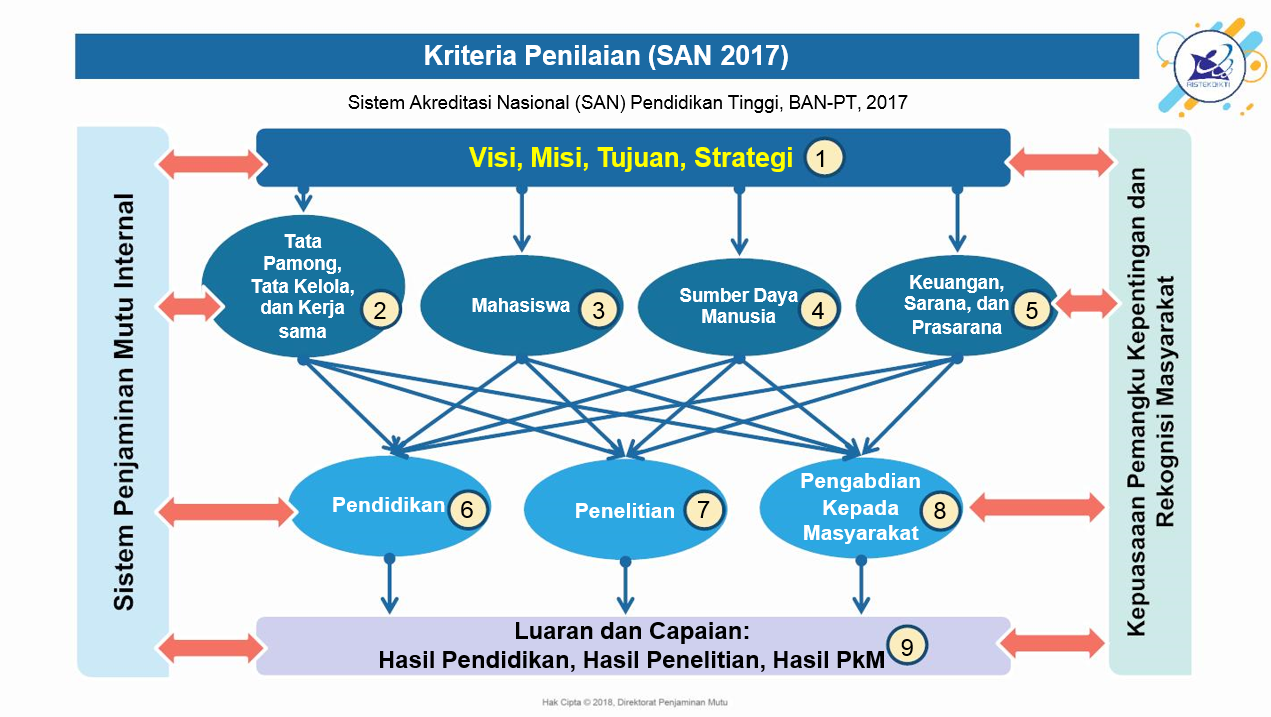 Kriteria Penilaian (SAN 2017)
RISTEKDIKTI
Sistem Akreditasi Nasional (SAN) Pendidikan Tinggi, BAN-PT, 2017
Sistem Penjaminan Mutu Internal
Visi, Misi, Tujuan, Strategi 1
Tata
Pamong,
Tata Kelola,
dan Kerja
sama
2
Mahasiswa 3
Sumber Daya
Manusia
4
Keuangan,
Sarana, dan
Prasarana
5
Pendidikan 6
Penelitian 7
Pengabdian
Kepada
Masyarakat
8
Luaran dan Capaian:
Hasil Pendidikan, Hasil Penelitian, Hasil PkM
9
Kepuasaaan Pemangku Kepentingan dan
Rekognisi Masyarakat
Hak Cipta © 2018, Direktorat Penjaminan Mutu